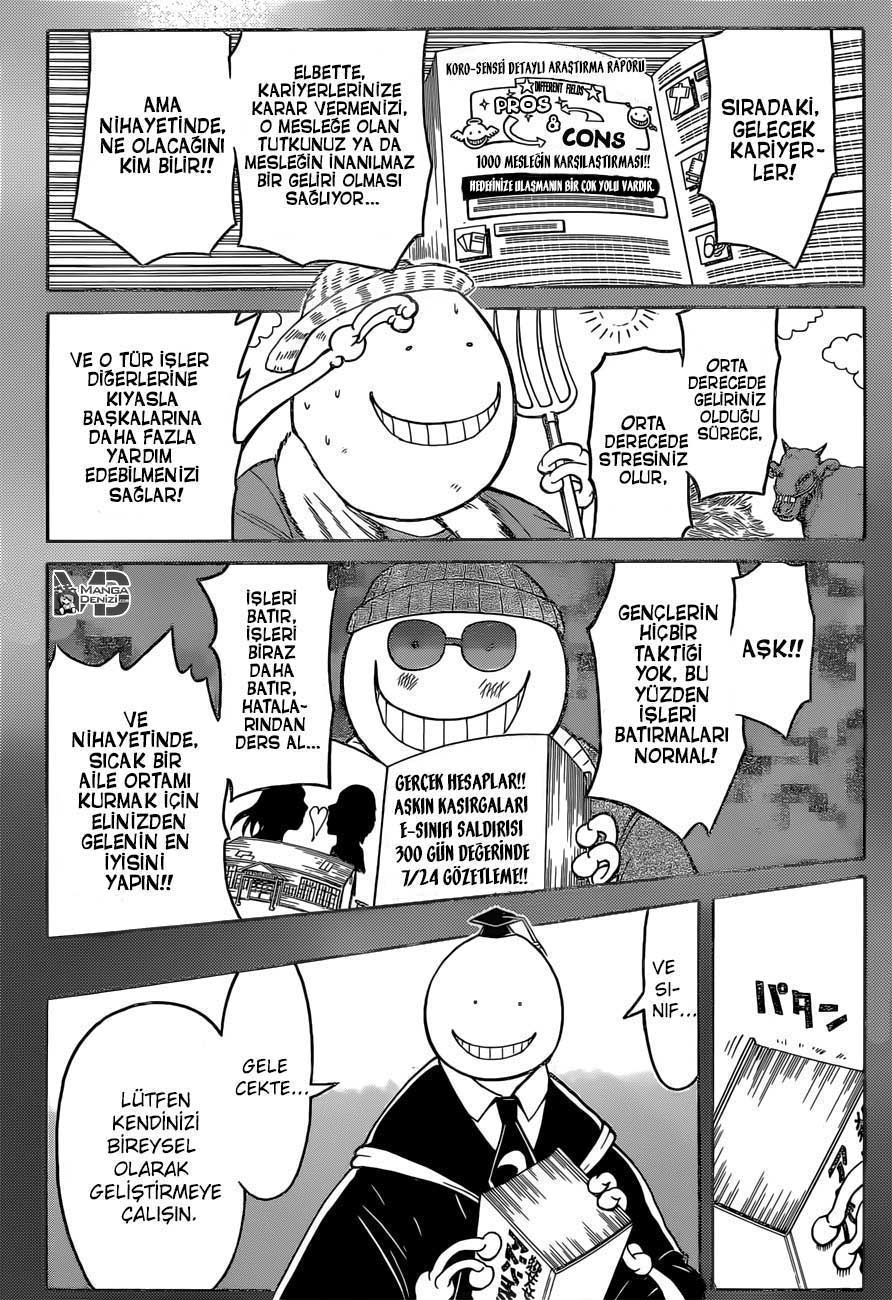 SIRADAKİ,
GELECEK
KARİYER-
LER!
KORO-SENSEİ DETAYLI ARAŞTIRMA RAPORU
DIFFERENT FIELDS
PROS
&
CONS
1000 MESLEĞİN KARŞILAŞTIRMASI!!
HEDEFİNİZE ULAŞMANIN BİR ÇOK YOLU VARDIR.
ELBETTE,
KARİYERLERİNİZE
KARAR VERMENİZİ,
O MESLEĞE OLAN
TUTKUNUZ YA DA
MESLEĞİN İNANILMAZ
BİR GELİRİ OLMASI
SAĞLIYOR...
AMA
NİHAYETİNDE,
NE OLACAĞINI
KİM BİLİR!!
ORTA
DERECEDE
GELİRİNİZ
OLDUĞU
SÜRECE,
ORTA
DERECEDE
STRESİNİZ
OLUR,
VE O TÜR İŞLER
DİĞERLERİNE
KIYASLA
BAŞKALARINA
DAHA FAZLA
YARDIM
EDEBİLMENİZİ
SAĞLAR!
MD
MANGA
DENİZİ
AŞK!!
GENÇLERİN
HİÇBİR
TAKTİĞİ
YOK, BU
YÜZDEN
İŞLERİ
BATIRMALARI
NORMAL!
İŞLERİ
BATIR,
İŞLERİ
BİRAZ
DAHA
BATIR,
HATALA-
RINDAN
DERS AL...
GERÇEK HESAPLAR!!
AŞKIN KASIRGALARI
E-SINIFI SALDIRISI
300 GÜN DEĞERİNDE
7/24 GÖZETLEME!!
VE
NİHAYETİNDE,
SICAK BİR
AİLE ORTAMI
KURMAK İÇİN
ELİNİZDEN
GELENİN EN
İYİSİNİ
YAPIN!!
パタン
VE
SI-
NIF...
GELE
CEKTE...
LÜTFEN
KENDİNİZİ
BİREYSEL
OLARAK
GELİŞTİRMEYE
ÇALIŞIN.